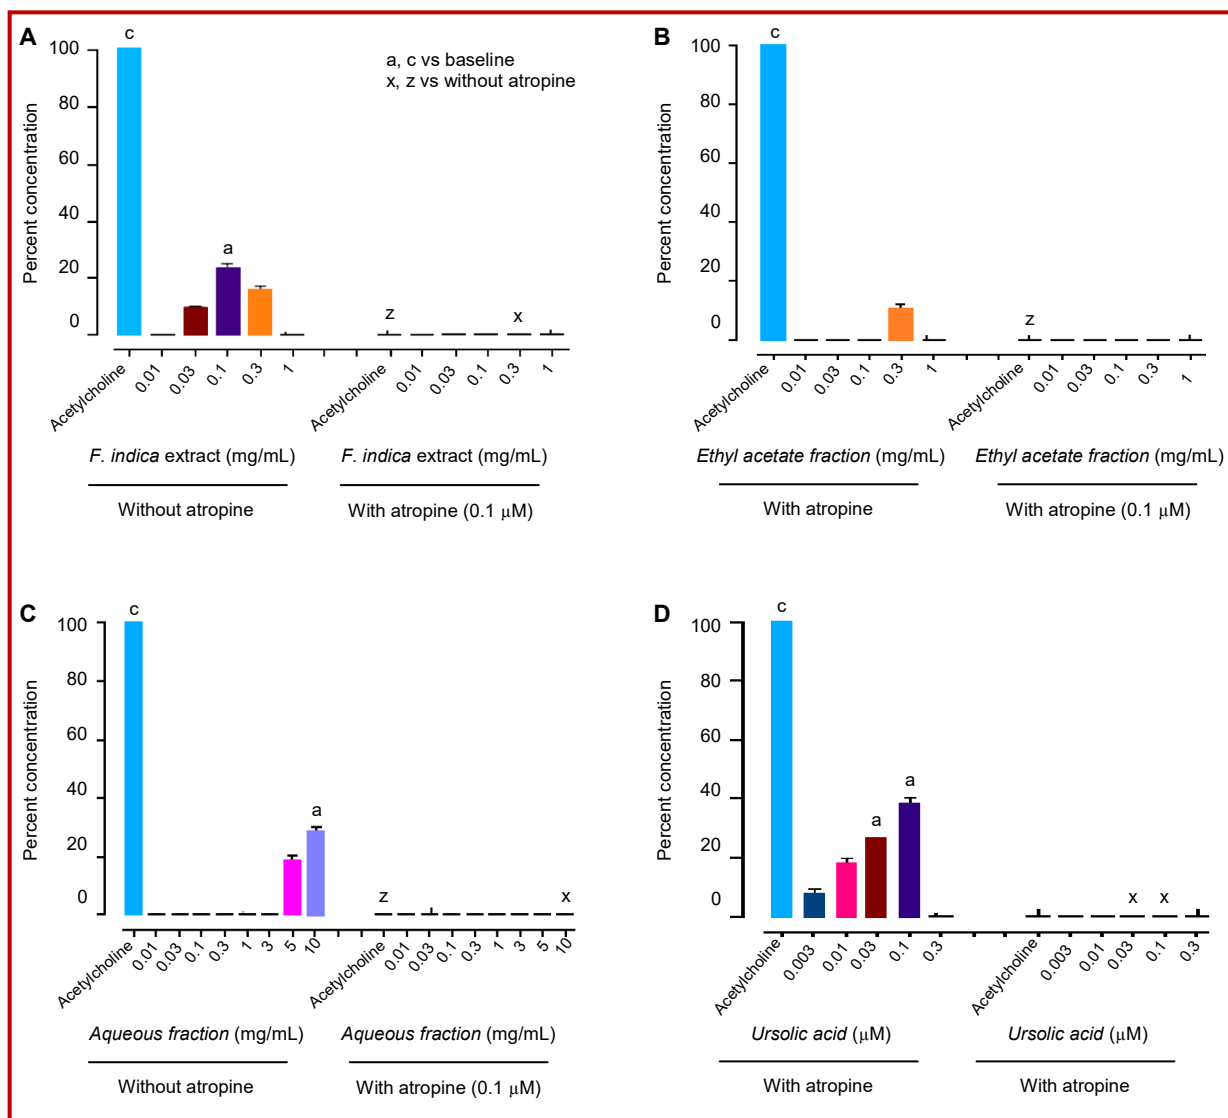 A
Percent concentration
100
80
60
40
20
0
c
a
a, c vs baseline
x, z vs without atropine
z
x
Acetylcholine 0.01 0.03 0.1 0.3 1 Acetylcholine 0.01 0.03 0.1 0.3 1
F. indica extract (mg/mL) F. indica extract (mg/mL)
Without atropine With atropine (0.1 µM)
B
Percent concentration
100
80
60
40
20
0
c
z
Acetylcholine 0.01 0.03 0.1 0.3 1 Acetylcholine 0.01 0.03 0.1 0.3 1
Ethyl acetate fraction (mg/mL) Ethyl acetate fraction (mg/mL)
With atropine With atropine (0.1 µM)
C
Percent concentration
100
80
60
40
20
0
c
a
z
x
Acetylcholine 0.01 0.03 0.1 0.3 1 3 5 10 Acetylcholine 0.01 0.03 0.1 0.3 1 3 5 10
Aqueous fraction (mg/mL) Aqueous fraction (mg/mL)
Without atropine With atropine (0.1 µM)
D
Percent concentration
100
80
60
40
20
0
c
a
a
x x
Acetylcholine 0.003 0.01 0.03 0.1 0.3 Acetylcholine 0.003 0.01 0.03 0.1 0.3
Ursolic acid (µM) Ursolic acid (µM)
With atropine With atropine